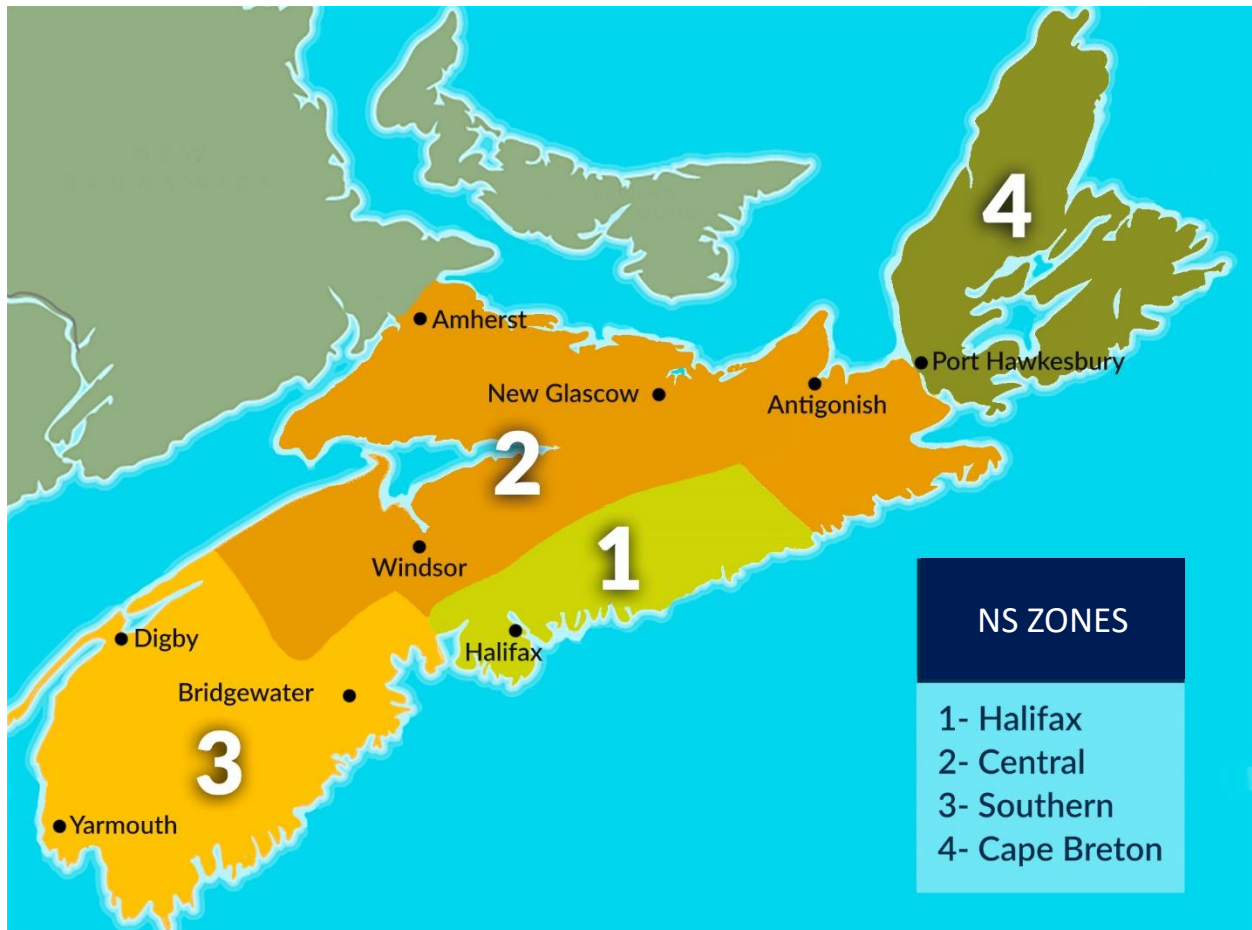 4
Amherst
Port Hawkesbury
New Glascow
Antigonish
2
1
Windsor
Halifax
Digby
Bridgewater
3
Yarmouth
NS ZONES
1- Halifax
2- Central
3- Southern
4- Cape Breton